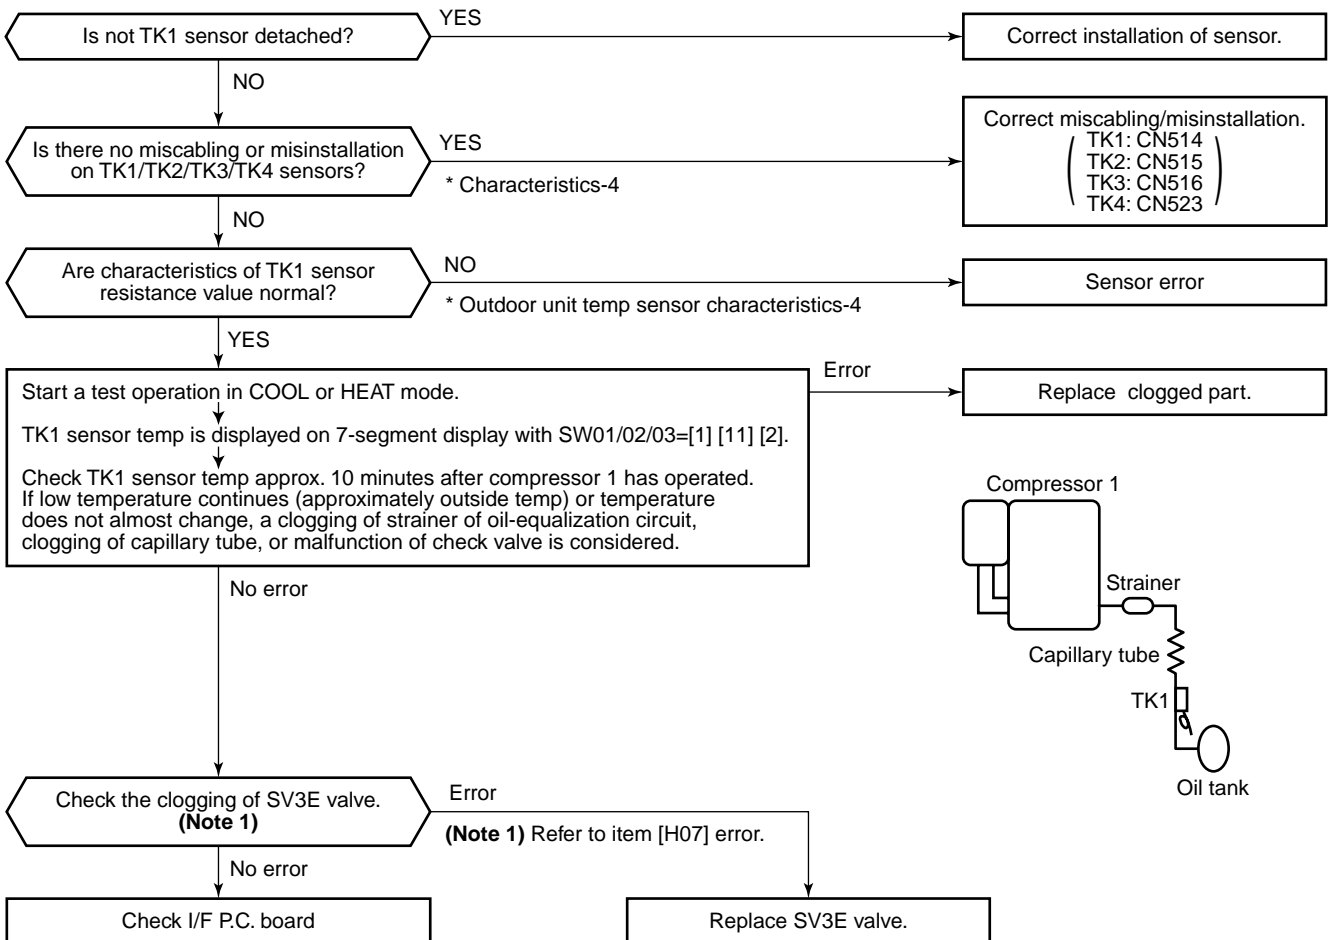 Is not TK1 sensor detached?
YES
Correct installation of sensor.
NO
Is there no miscabling or misinstallation
on TK1/TK2/TK3/TK4 sensors?
YES
* Characteristics-4
Correct miscabling/misinstallation.
TK1: CN514
TK2: CN515
TK3: CN516
TK4: CN523
NO
Are characteristics of TK1 sensor
resistance value normal?
NO
* Outdoor unit temp sensor characteristics-4
Sensor error
YES
Start a test operation in COOL or HEAT mode.
TK1 sensor temp is displayed on 7-segment display with SW01/02/03=[1] [11] [2].
Check TK1 sensor temp approx. 10 minutes after compressor 1 has operated.
If low temperature continues (approximately outside temp) or temperature
does not almost change, a clogging of strainer of oil-equalization circuit,
clogging of capillary tube, or malfunction of check valve is considered.
Error
Replace clogged part.
Compressor 1
Strainer
Capillary tube
TK1
Oil tank
No error
Check the clogging of SV3E valve.
(Note 1)
Error
(Note 1) Refer to item [H07] error.
No error
Check I/F P.C. board
Replace SV3E valve.